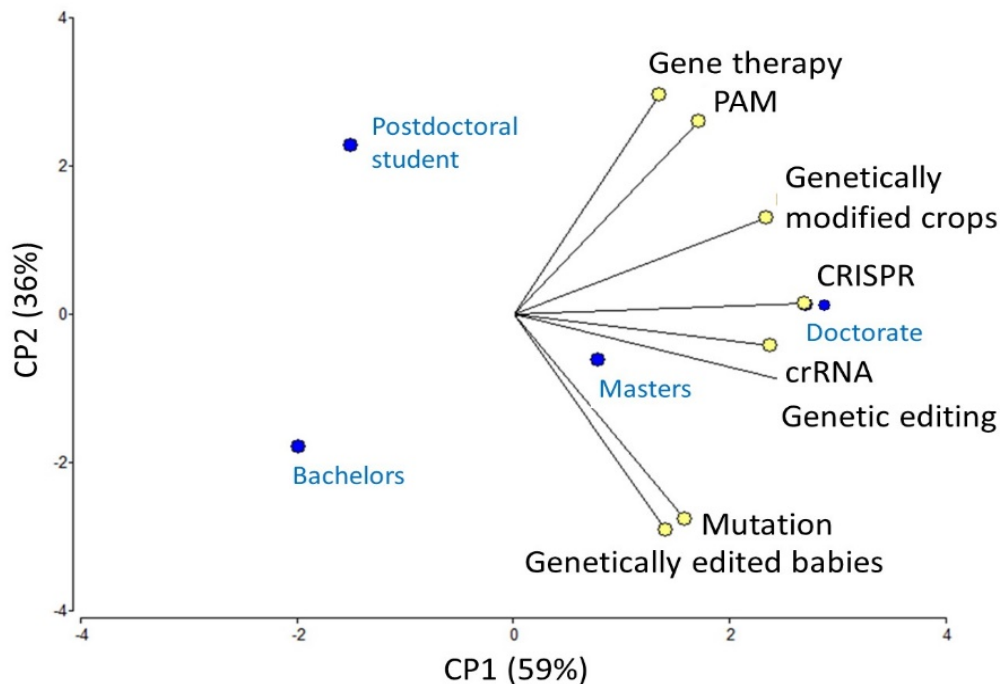 4
Gene therapy
PAM
Postdoctoral
student
2
Genetically
modified crops
CRISPR
0
Doctorate
CP2 (36%)
crRNA
Masters
Genetic editing
-2
Bachelors
Mutation
Genetically edited babies
-4
-4 -2 0 2 4
CP1 (59%)